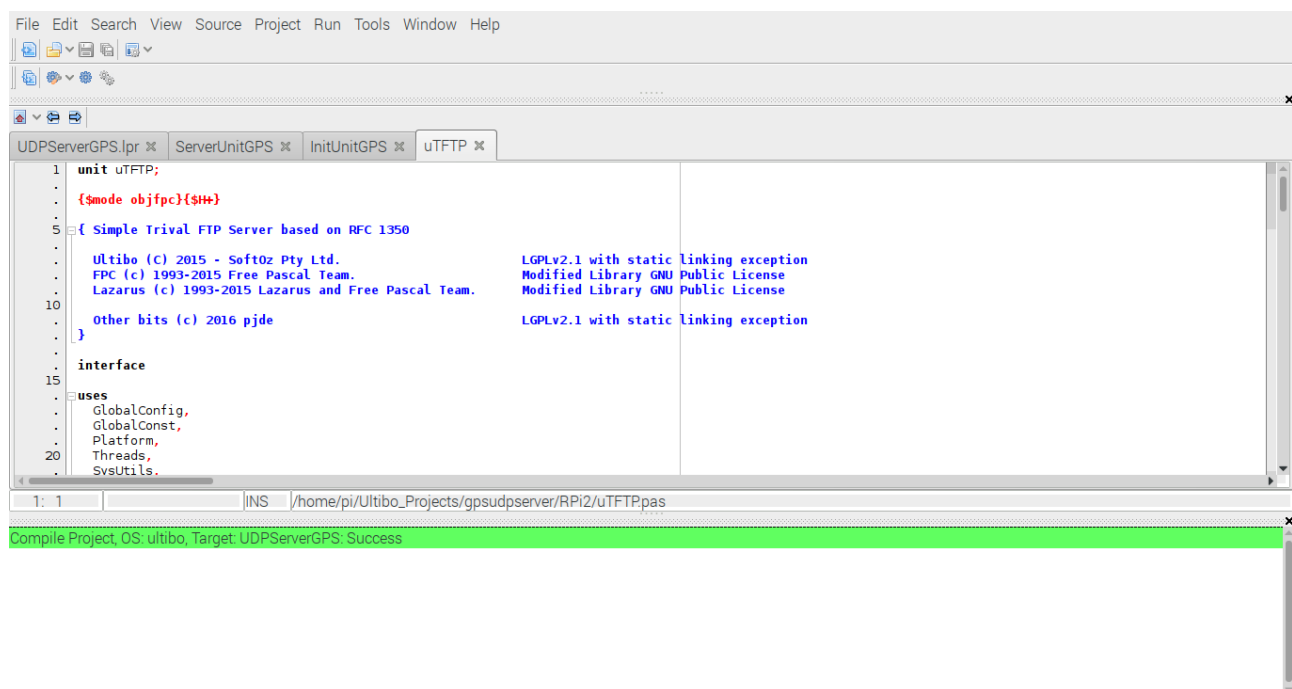 File Edit Search View Source Project Run Tools Window Help
UDPServerGPS.lpr ServerUnitGPS InitUnitGPS uTFTP
1 unit uTFTP;
.
. {$mode objfpc}{$H+}
.
5 { Simple Trival FTP Server based on RFC 1350
.
. Ultibo (C) 2015 - SoftOz Pty Ltd. LGPLv2.1 with static linking exception
. FPC (c) 1993-2015 Free Pascal Team. Modified Library GNU Public License
. Lazarus (c) 1993-2015 Lazarus and Free Pascal Team. Modified Library GNU Public License
10
. Other bits (c) 2016 pjde LGPLv2.1 with static linking exception
. }
.
. interface
15
. uses
. GlobalConfig,
. GlobalConst,
. Platform,
20 Threads,
. SysUtils,
1: 1 INS /home/pi/Ultibo_Projects/gpsudpserver/RPi2/uTFTP.pas
Compile Project, OS: ultibo, Target: UDPServerGPS: Success